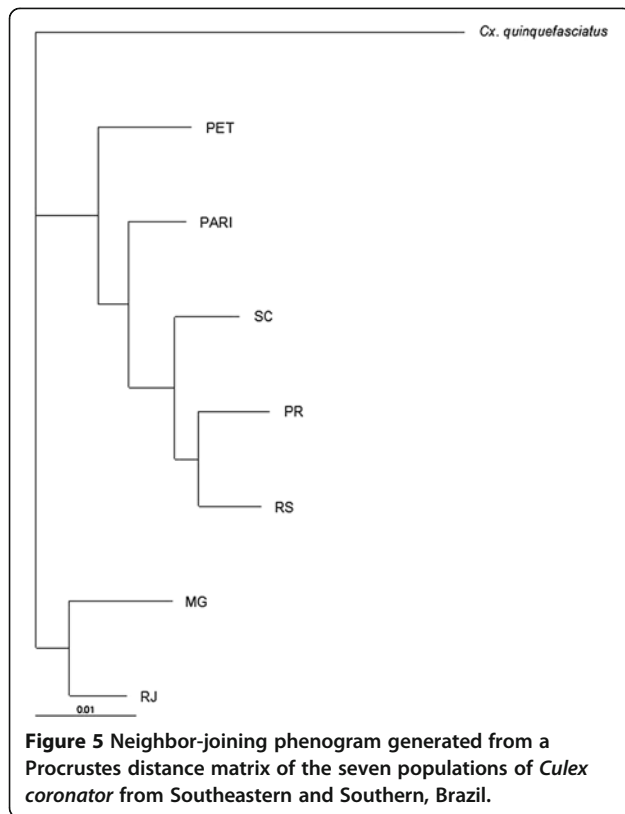 Cx. quinquefasciatus
PET
PARI
SC
PR
RS
MG
RJ
0.01
Figure 5 Neighbor-joining phenogram generated from a
Procrustes distance matrix of the seven populations of Culex
coronator from Southeastern and Southern, Brazil.